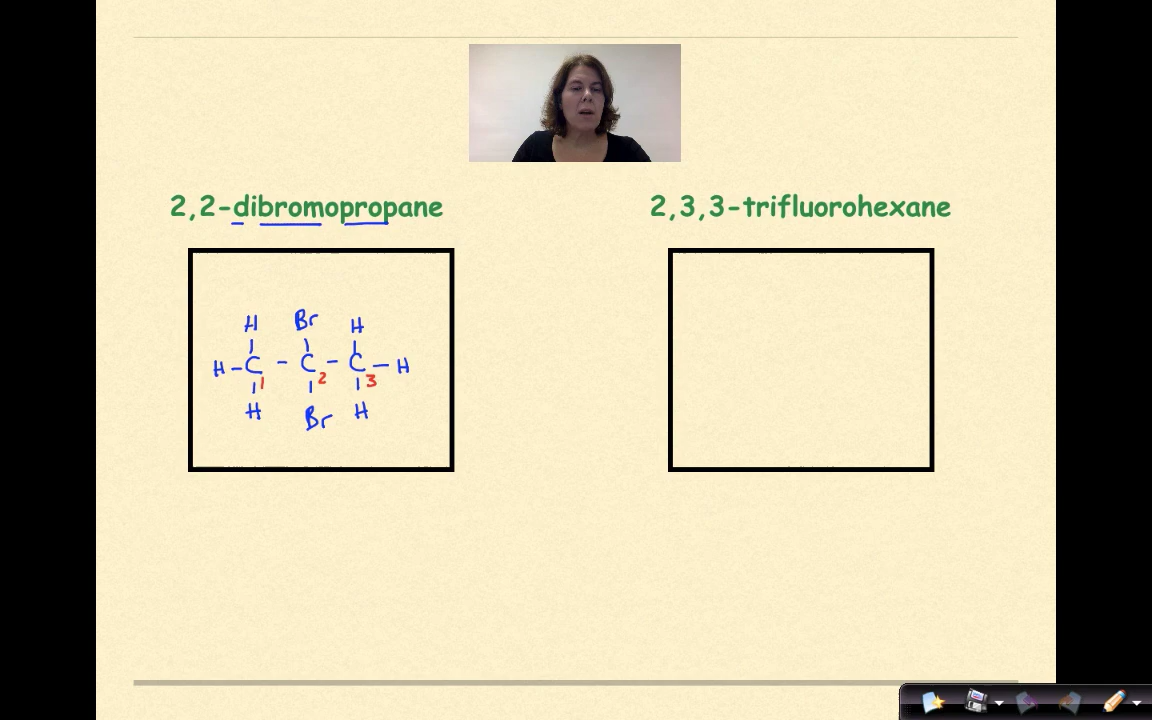 2,2-dibromopropane
2,3,3-trifluorohexane
H Br H
H - C - C - C - H
1 2 3
H Br H